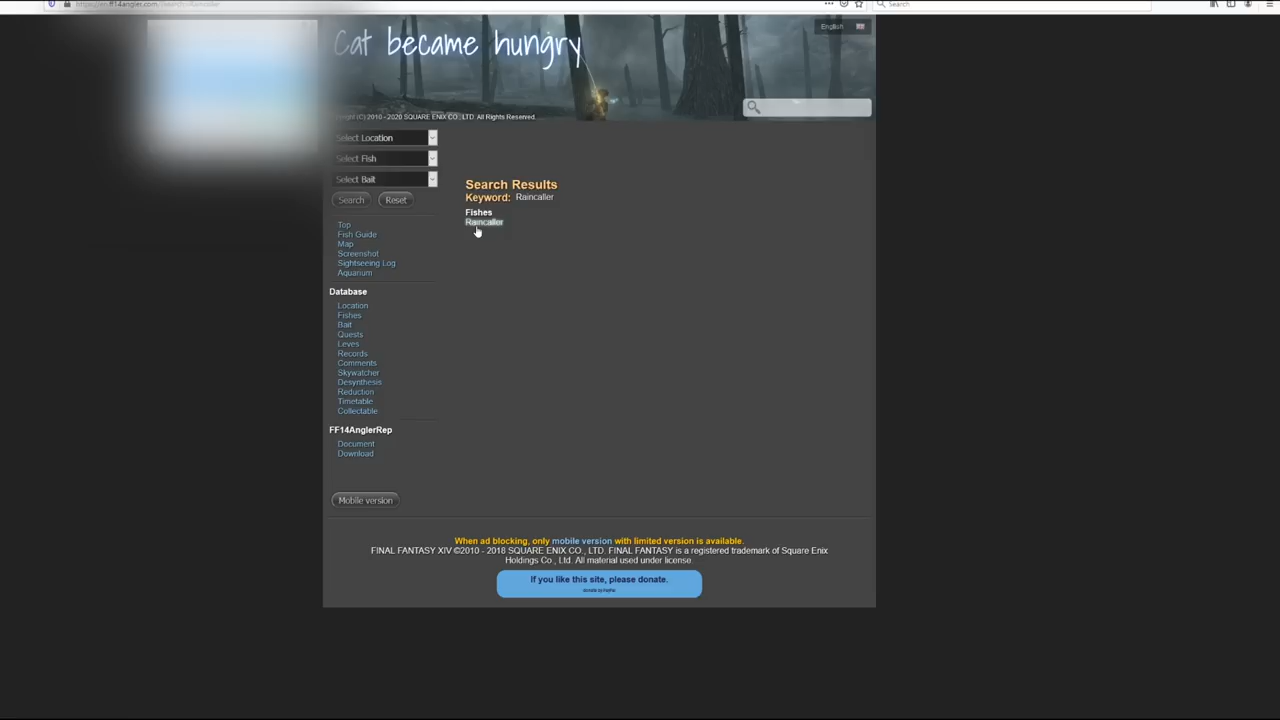 Search
English
Cat became hungry
(C) 2010 - 2020 SQUARE ENIX CO., LTD. All Rights Reserved.
Select Location
Select Fish
Select Bait
Search Reset
Top
Fish Guide
Map
Screenshot
Sightseeing Log
Aquarium
Database
Location
Fishes
Bait
Quests
Leves
Records
Comments
Skywatcher
Desynthesis
Reduction
Timetable
Collectable
FF14AnglerRep
Document
Download
Mobile version
Search Results
Keyword: Raincaller
Fishes
Raincaller
When ad blocking, only mobile version with limited version is available.
FINAL FANTASY XIV ©2010 - 2018 SQUARE ENIX CO., LTD. FINAL FANTASY is a registered trademark of Square Enix
Holdings Co., Ltd. All material used under license.
If you like this site, please donate.